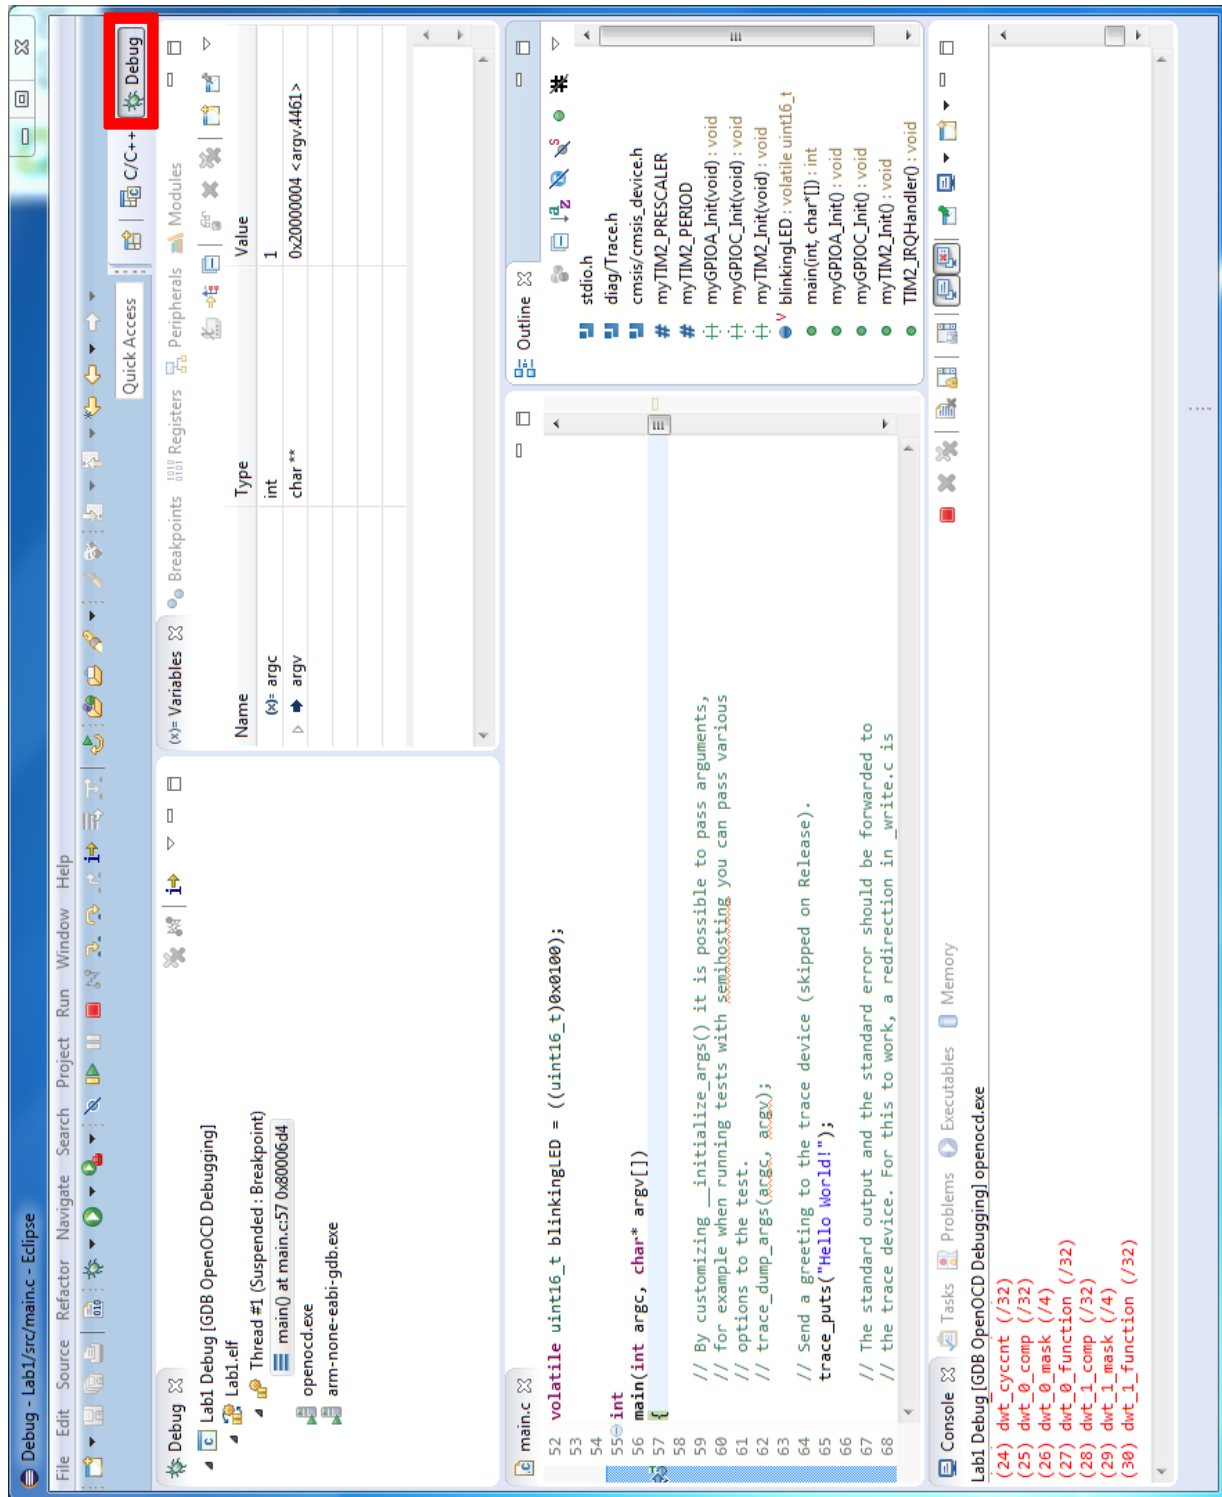 Debug - Lab1/src/main.c - Eclipse
File Edit Source Refactor Navigate Search Project Run Window Help
Quick Access
C/C++ Debug
Debug
Lab1 Debug [GDB OpenOCD Debugging]
Lab1.elf
Thread #1 (Suspended : Breakpoint)
main() at main.c:57 0x80006d4
openocd.exe
arm-none-eabi-gdb.exe
(x)= Variables Breakpoints Registers Peripherals Modules
Name Type Value
(x)= argc int 1
argv char ** 0x20000004 <argv.4461>
main.c
52 volatile uint16_t blinkingLED = ((uint16_t)0x0100);
53
54
55 int
56 main(int argc, char* argv[])
57 {
58
59 // By customizing __initialize_args() it is possible to pass arguments,
60 // for example when running tests with semihosting you can pass various
61 // options to the test.
62 // trace_dump_args(argc, argv);
63
64 // Send a greeting to the trace device (skipped on Release).
65 trace_puts("Hello World!");
66
67 // The standard output and the standard error should be forwarded to
68 // the trace device. For this to work, a redirection in _write.c is
Outline
stdio.h
diag/Trace.h
cmsis/cmsis_device.h
# myTIM2_PRESCALER
# myTIM2_PERIOD
myGPIOA_Init(void) : void
myGPIOC_Init(void) : void
myTIM2_Init(void) : void
V blinkingLED : volatile uint16_t
main(int, char*[]) : int
myGPIOA_Init() : void
myGPIOC_Init() : void
myTIM2_Init() : void
TIM2_IRQHandler() : void
Console Tasks Problems Executables Memory
Lab1 Debug [GDB OpenOCD Debugging] openocd.exe
(24) dwt_cyccnt (/32)
(25) dwt_0_comp (/32)
(26) dwt_0_mask (/4)
(27) dwt_0_function (/32)
(28) dwt_1_comp (/32)
(29) dwt_1_mask (/4)
(30) dwt_1_function (/32)